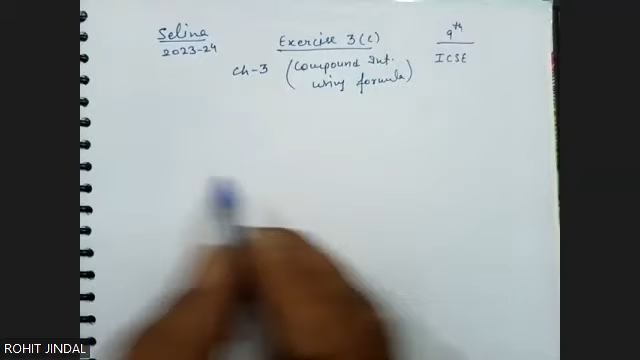 Selina
2023-24
Exercise 3(C)
9th
ICSE
Ch-3 (Compound Int.
using formula)
ROHIT JINDAL